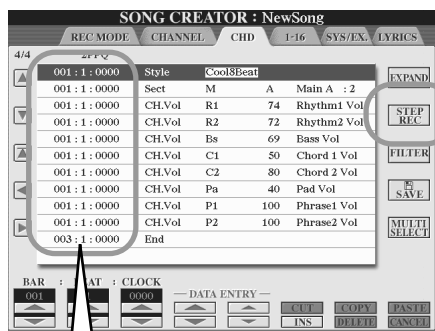 SONG CREATOR : NewSong
REC MODE CHANNEL CHD 1-16 SYS/EX. LYRICS
4/4 2PPQ
001 : 1 : 0000 Style Cool8Beat
001 : 1 : 0000 Sect M A Main A : 2
001 : 1 : 0000 CH.Vol R1 74 Rhythm1 Vol
001 : 1 : 0000 CH.Vol R2 72 Rhythm2 Vol
001 : 1 : 0000 CH.Vol Bs 69 Bass Vol
001 : 1 : 0000 CH.Vol C1 50 Chord 1 Vol
001 : 1 : 0000 CH.Vol C2 80 Chord 2 Vol
001 : 1 : 0000 CH.Vol Pa 40 Pad Vol
001 : 1 : 0000 CH.Vol P1 100 Phrase1 Vol
001 : 1 : 0000 CH.Vol P2 100 Phrase2 Vol
003 : 1 : 0000 End
EXPAND
STEP
REC
FILTER
SAVE
MULTI
SELECT
BAR : : CLOCK
001 0000 DATA ENTRY
CUT COPY PASTE
INS DELETE CANCEL